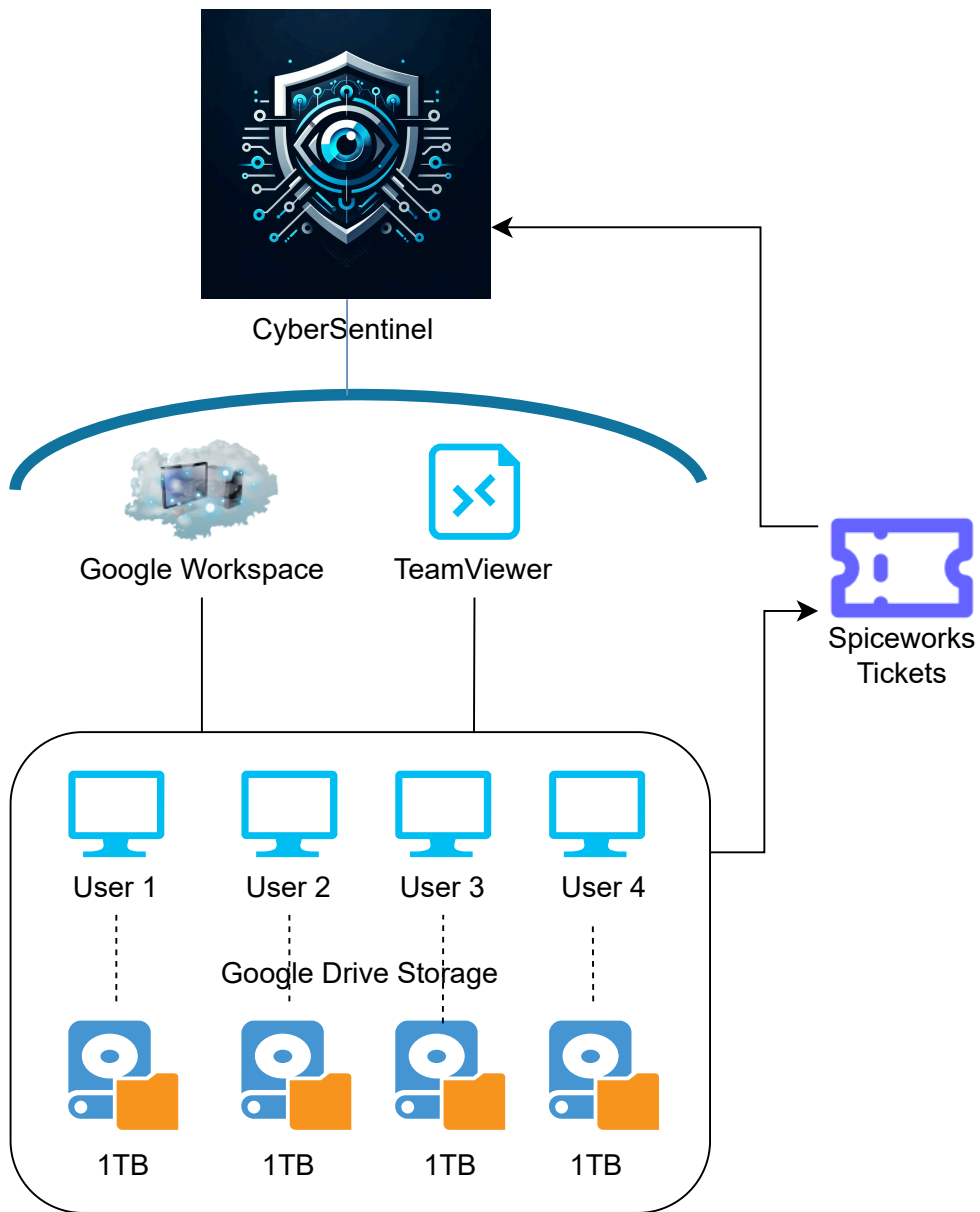 CyberSentinel
Google Workspace
TeamViewer
Spiceworks
Tickets
User 1
User 2
User 3
User 4
Google Drive Storage
1TB
1TB
1TB
1TB